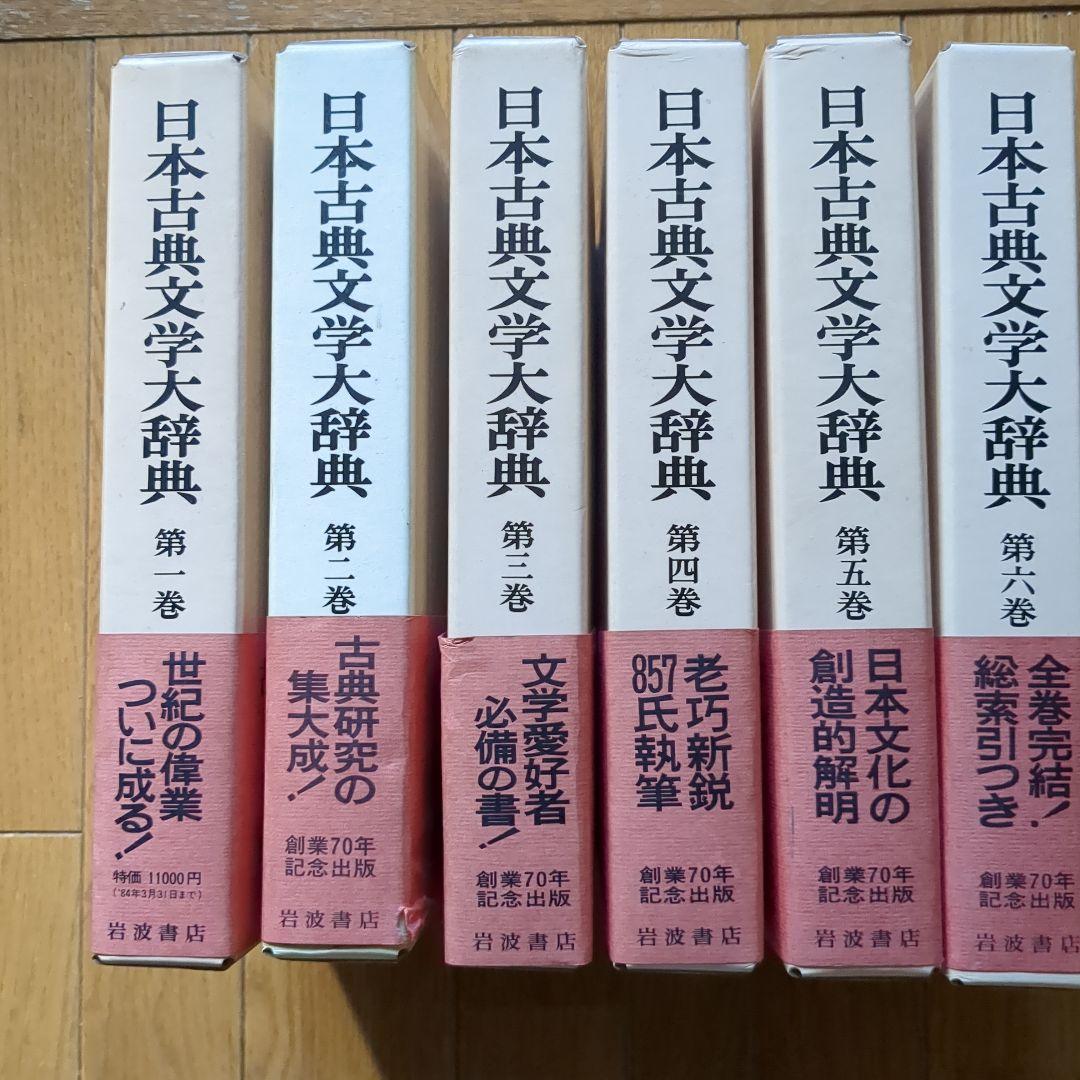 日本古典文学大辞典 第一巻
世紀の偉業
ついに成る!
特価 11000円
('84年3月31日まで)
岩波書店
日本古典文学大辞典 第二巻
古典研究の
集大成!
創業70年
記念出版
岩波書店
日本古典文学大辞典 第三巻
文学愛好者
必備の書!
創業70年
記念出版
岩波書店
日本古典文学大辞典 第四巻
老巧新鋭
857氏執筆
創業70年
記念出版
岩波書店
日本古典文学大辞典 第五巻
日本文化の
創造的解明
創業70年
記念出版
岩波書店
日本古典文学大辞典 第六巻
全巻完結!
総索引つき
創業70年
記念出版
岩波書店